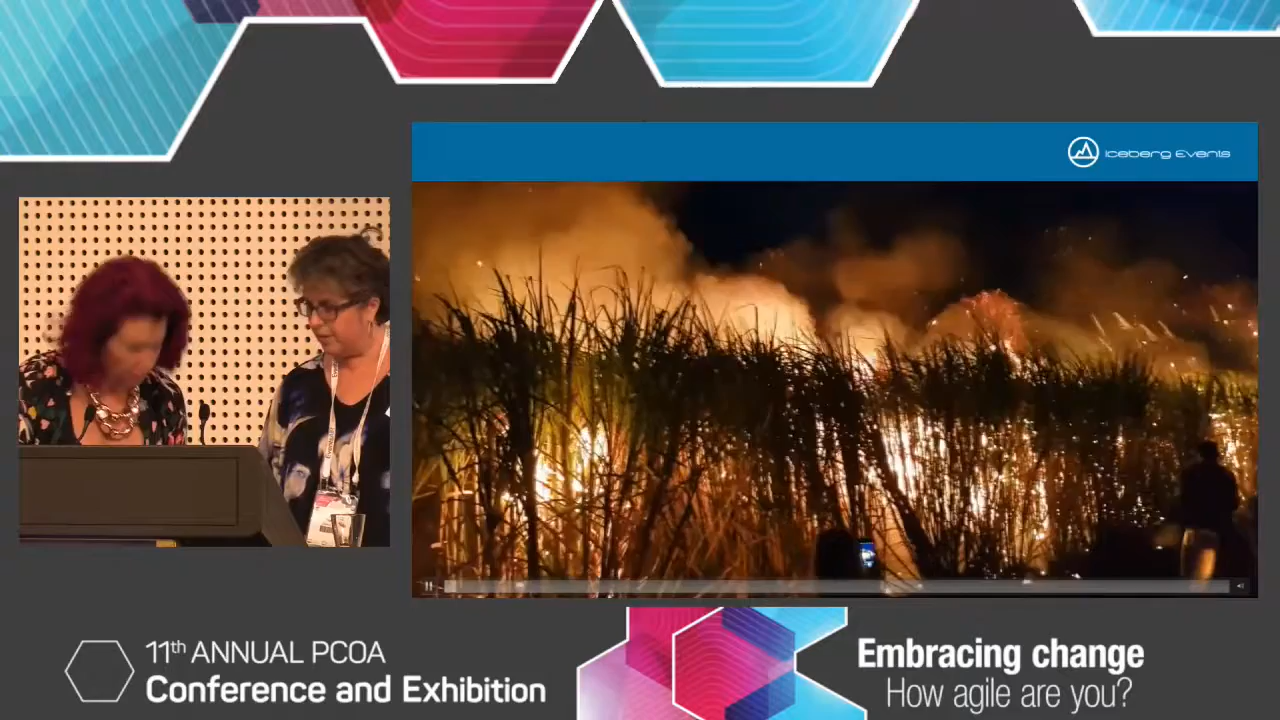 Iceberg Events
11th ANNUAL PCOA
Conference and Exhibition
Embracing change
How agile are you?